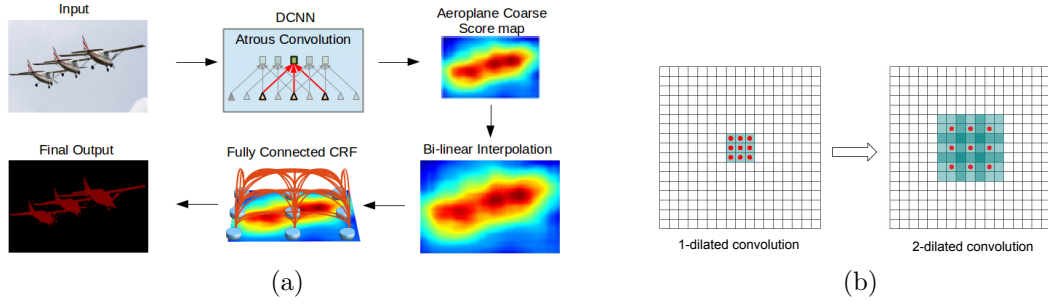 Input
DCNN
Atrous Convolution
Aeroplane Coarse
Score map
Final Output
Fully Connected CRF
Bi-linear Interpolation
(a)
1-dilated convolution
2-dilated convolution
(b)